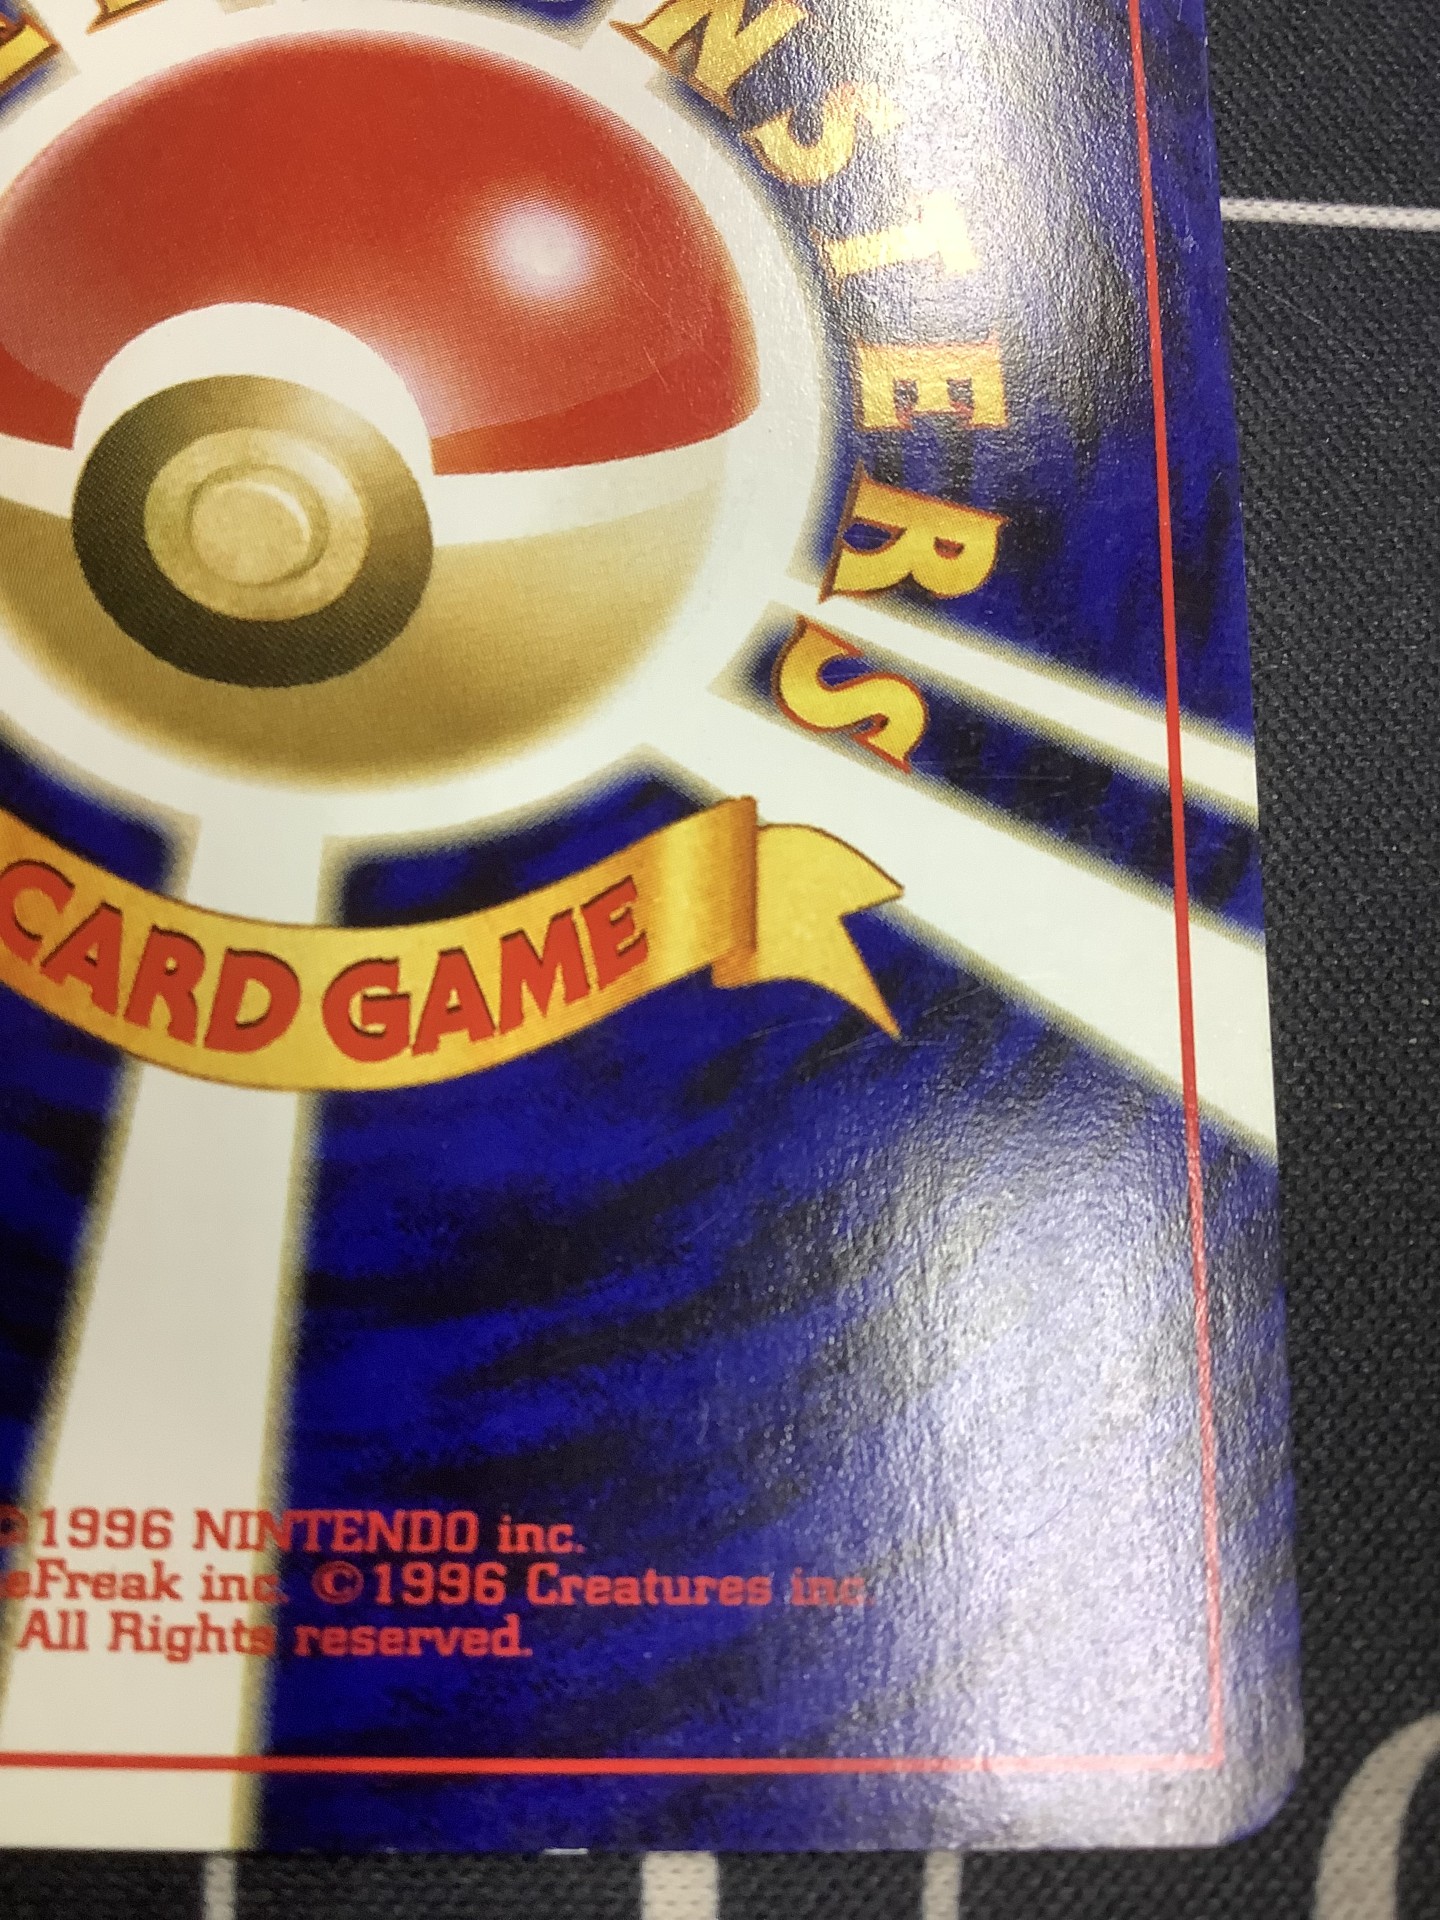 NSTERS
CARD GAME
©1996 NINTENDO inc.
eFreak inc. ©1996 Creatures inc.
All Rights reserved.